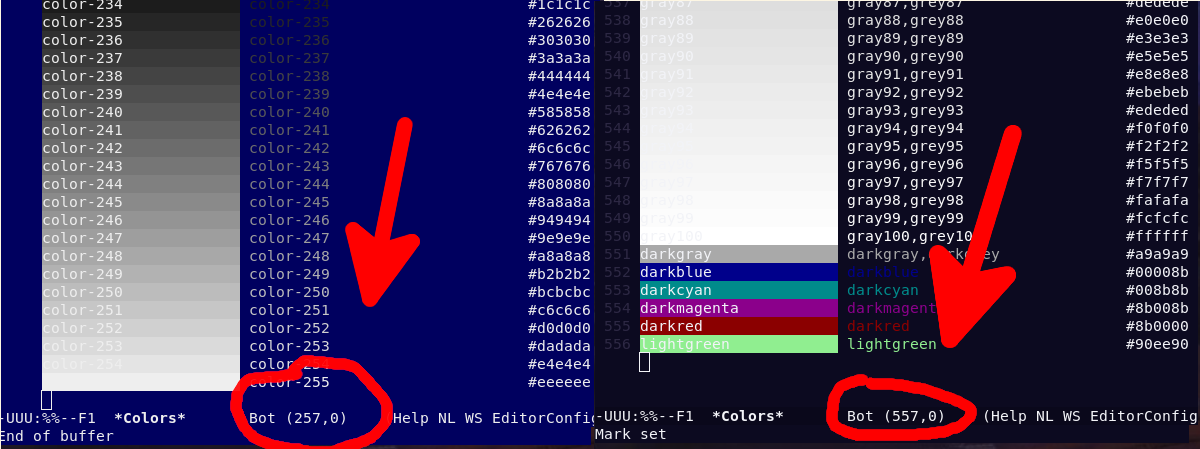 color-234 color-234 #1c1c1c
color-235 color-235 #262626
color-236 color-236 #303030
color-237 color-237 #3a3a3a
color-238 color-238 #444444
color-239 color-239 #4e4e4e
color-240 color-240 #585858
color-241 color-241 #626262
color-242 color-242 #6c6c6c
color-243 color-243 #767676
color-244 color-244 #808080
color-245 color-245 #8a8a8a
color-246 color-246 #949494
color-247 color-247 #9e9e9e
color-248 color-248 #a8a8a8
color-249 color-249 #b2b2b2
color-250 color-250 #bcbcbc
color-251 color-251 #c6c6c6
color-252 color-252 #d0d0d0
color-253 color-253 #dadada
color-254 color-254 #e4e4e4
color-255 #eeeeee
-UUU:%%--F1 *Colors* Bot (257,0) (Help NL WS EditorConfig
End of buffer
537 gray87 gray87,grey87 #dedede
538 gray88 gray88,grey88 #e0e0e0
539 gray89 gray89,grey89 #e3e3e3
540 gray90 gray90,grey90 #e5e5e5
541 gray91 gray91,grey91 #e8e8e8
542 gray92 gray92,grey92 #ebebeb
543 gray93 gray93,grey93 #ededed
544 gray94,grey94 #f0f0f0
545 gray95,grey95 #f2f2f2
546 gray96,grey96 #f5f5f5
547 gray97 gray97,grey97 #f7f7f7
548 gray98 gray98,grey98 #fafafa
549 gray99 gray99,grey99 #fcfcfc
550 gray100 gray100,grey100 #ffffff
551 darkgray darkgray,darkgrey #a9a9a9
552 darkblue darkblue #00008b
553 darkcyan darkcyan #008b8b
554 darkmagenta darkmagenta #8b008b
555 darkred darkred #8b0000
556 lightgreen lightgreen #90ee90
-UUU:%%--F1 *Colors* Bot (557,0) (Help NL WS EditorConfig
Mark set